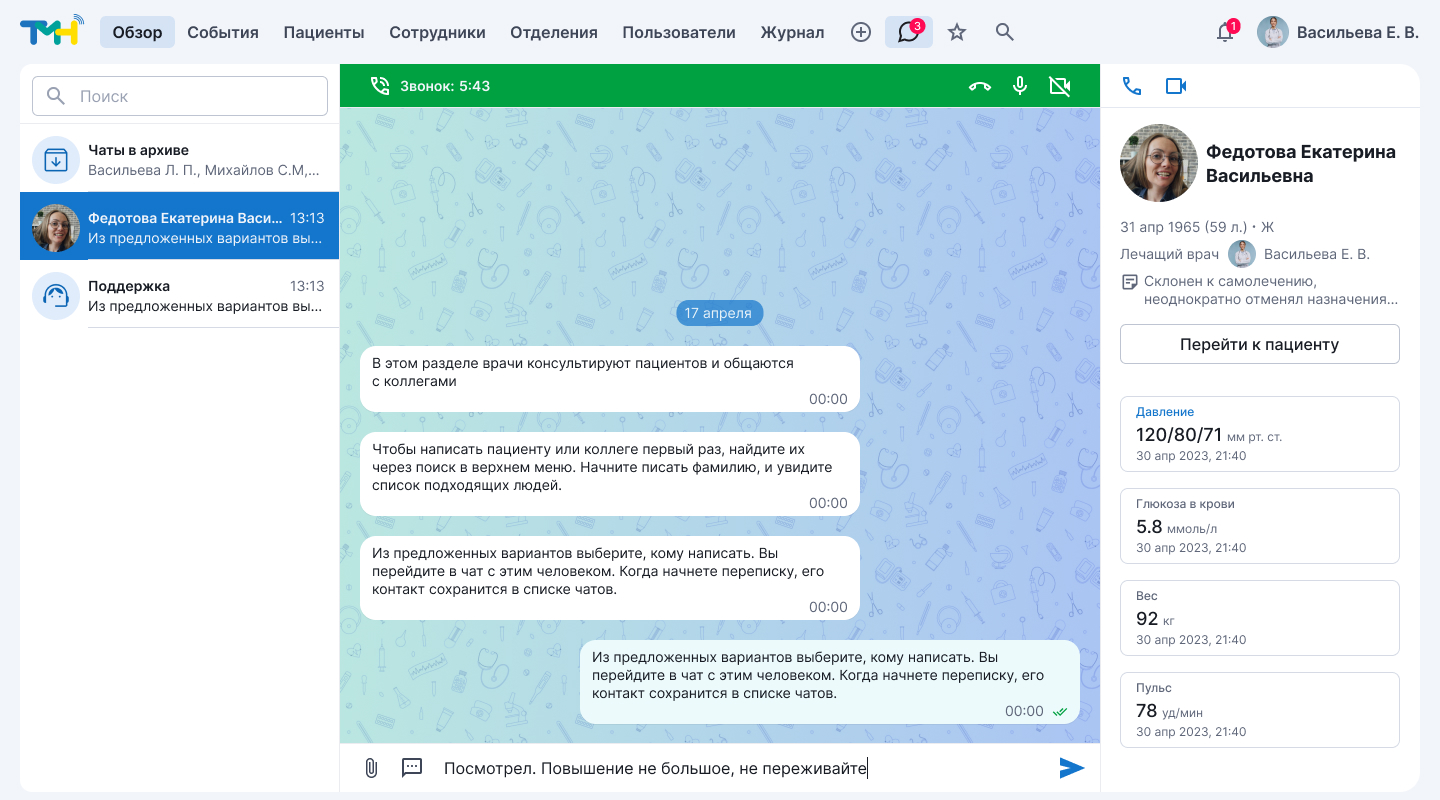 ТМН Обзор События Пациенты Сотрудники Отделения Пользователи Журнал 3 1 Васильева Е. В.
Поиск
Чаты в архиве
Васильева Л. П., Михайлов С.М,...
Федотова Екатерина Васи... 13:13
Из предложенных вариантов вы...
Поддержка 13:13
Из предложенных вариантов вы...
Звонок: 5:43
17 апреля
В этом разделе врачи консультируют пациентов и общаются
с коллегами
00:00
Чтобы написать пациенту или коллеге первый раз, найдите их
через поиск в верхнем меню. Начните писать фамилию, и увидите
список подходящих людей.
00:00
Из предложенных вариантов выберите, кому написать. Вы
перейдите в чат с этим человеком. Когда начнете переписку, его
контакт сохранится в списке чатов.
00:00
Из предложенных вариантов выберите, кому написать. Вы
перейдите в чат с этим человеком. Когда начнете переписку, его
контакт сохранится в списке чатов.
00:00
Посмотрел. Повышение не большое, не переживайте
Федотова Екатерина
Васильевна
31 апр 1965 (59 л.) • Ж
Лечащий врач Васильева Е. В.
Склонен к самолечению,
неоднократно отменял назначения...
Перейти к пациенту
Давление
120/80/71 мм рт. ст.
30 апр 2023, 21:40
Глюкоза в крови
5.8 ммоль/л
30 апр 2023, 21:40
Вес
92 кг
30 апр 2023, 21:40
Пульс
78 уд/мин
30 апр 2023, 21:40